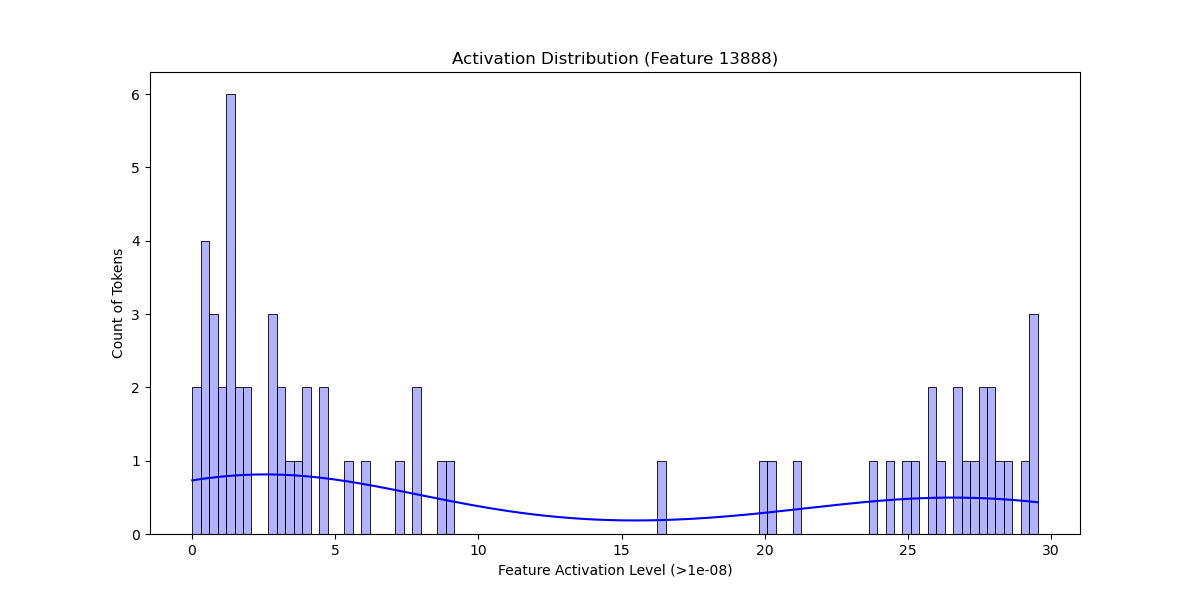 Activation Distribution (Feature 13888)
6
5
4
3
2
1
0
Count of Tokens
0 5 10 15 20 25 30
Feature Activation Level (>1e-08)